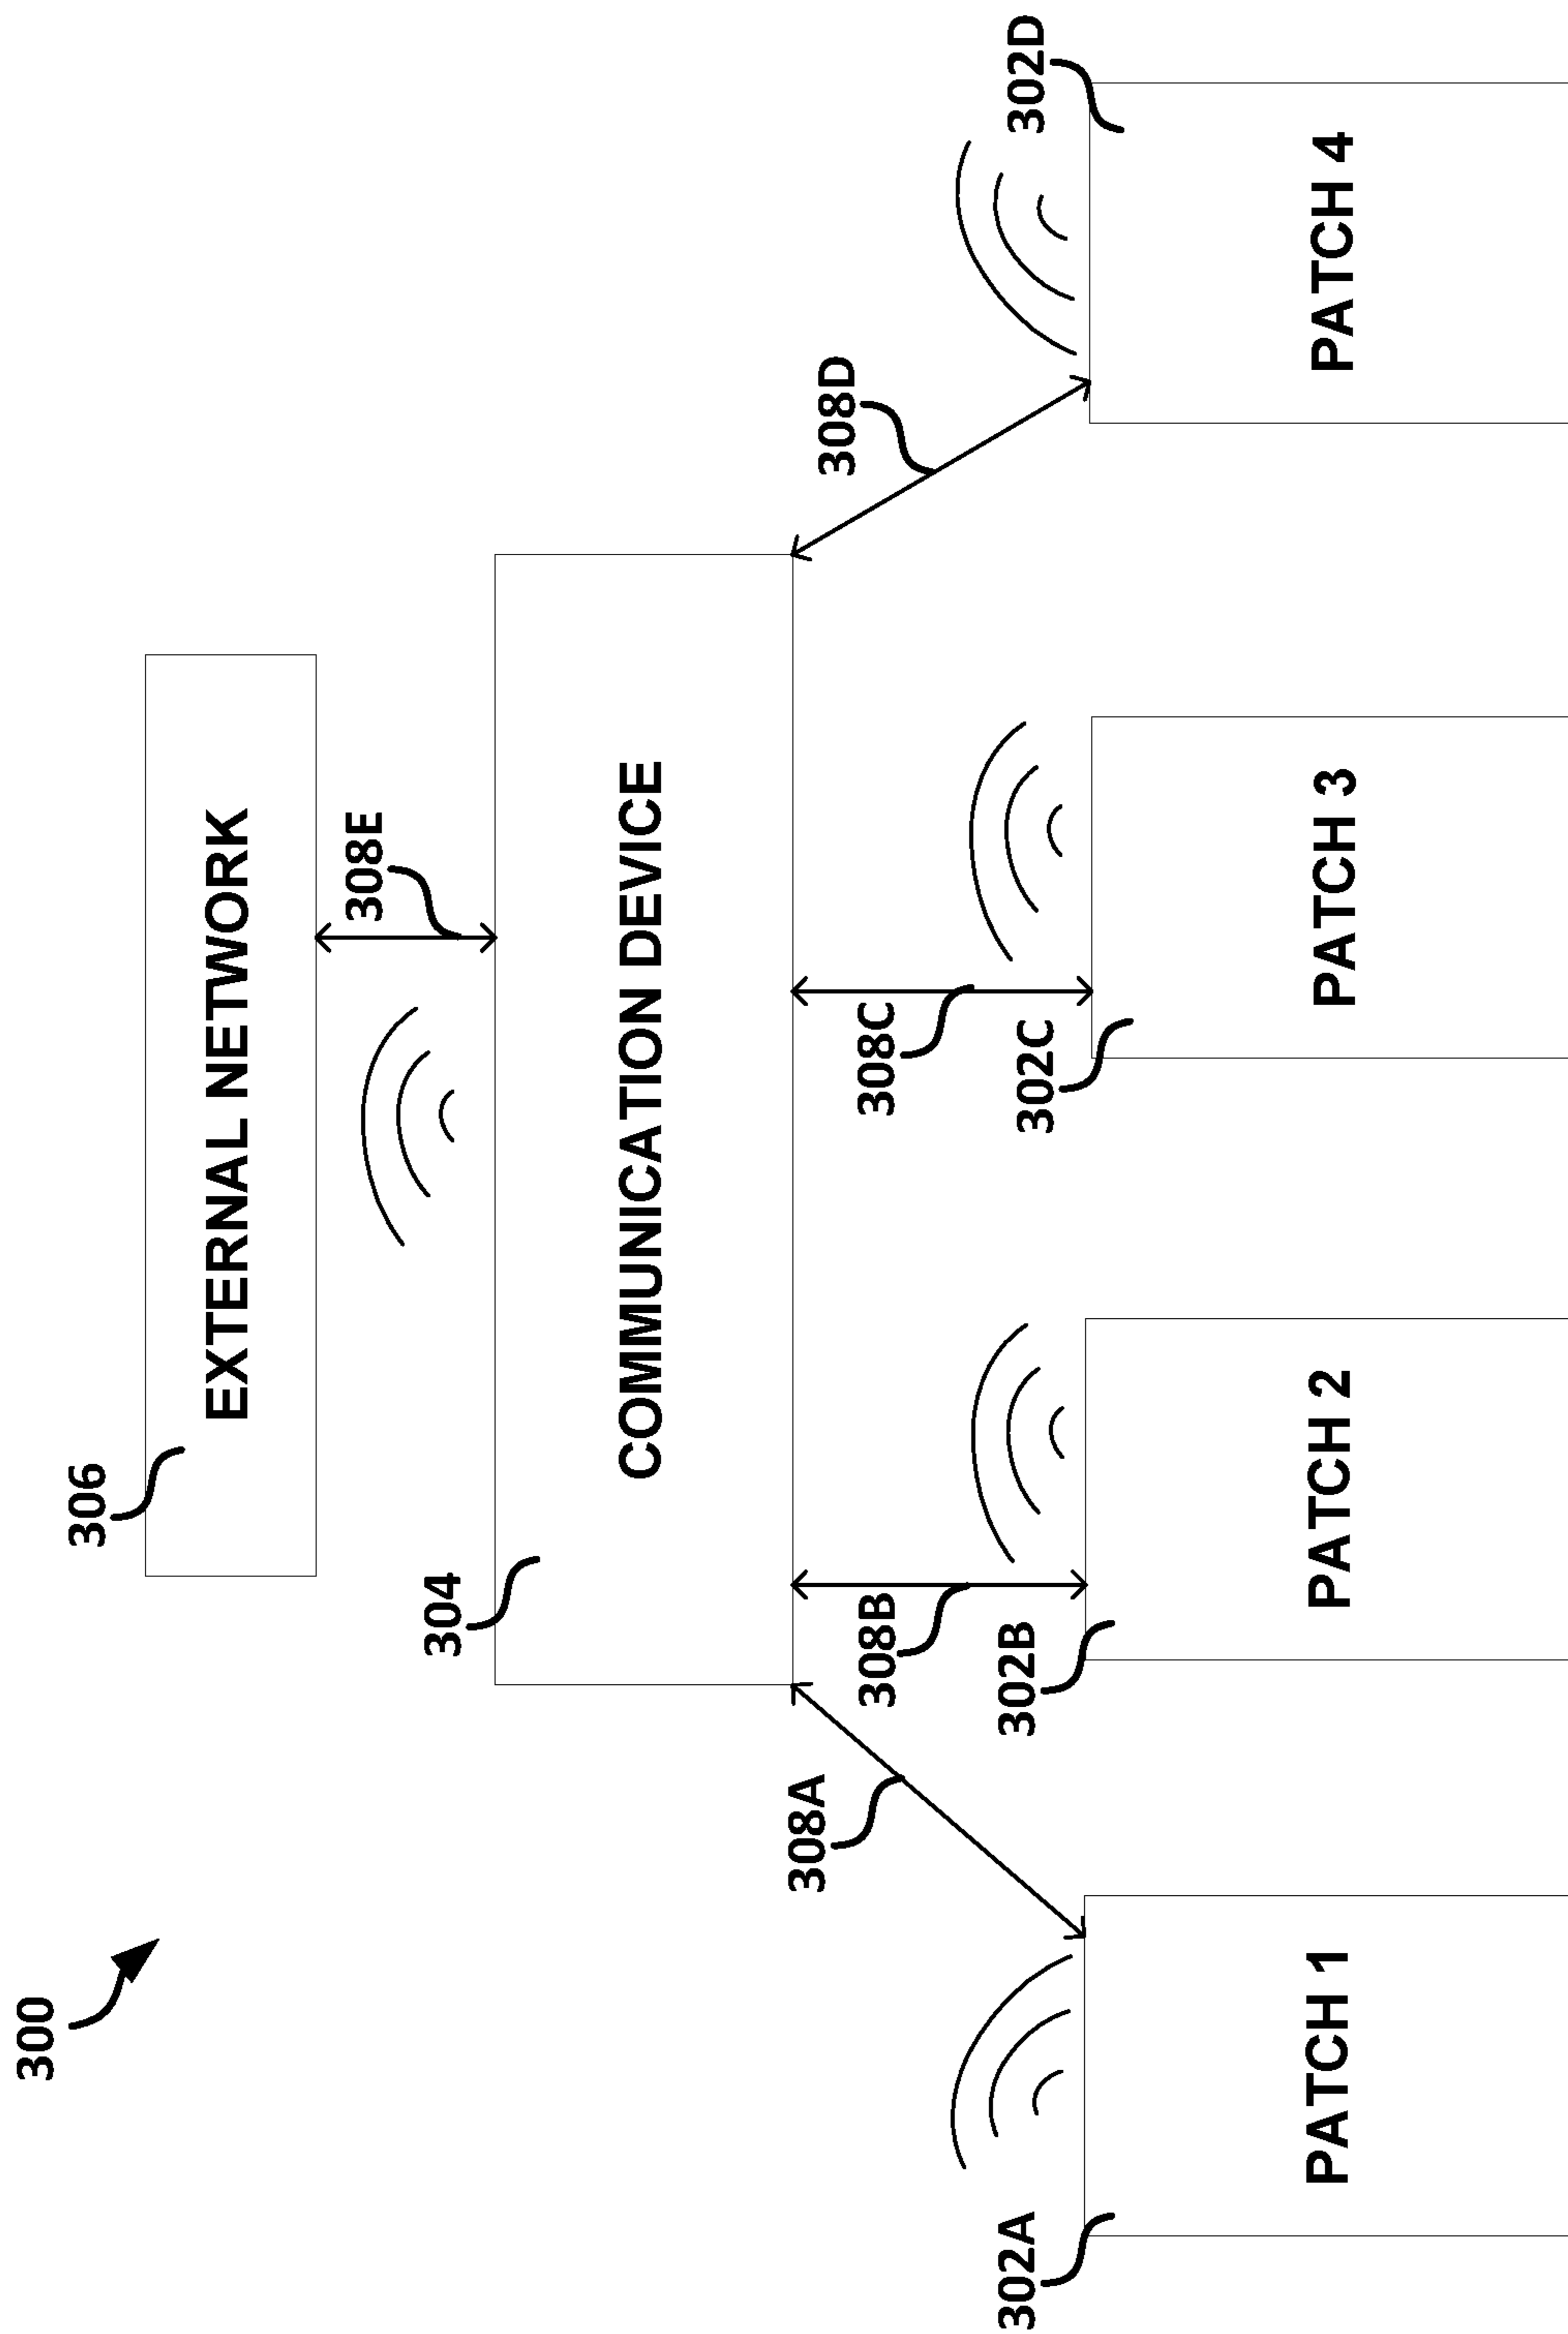 300
306
EXTERNAL NETWORK
308E
304
COMMUNICATION DEVICE
308A
308B
308C
308D
302A
302B
302C
302D
PATCH 1
PATCH 2
PATCH 3
PATCH 4